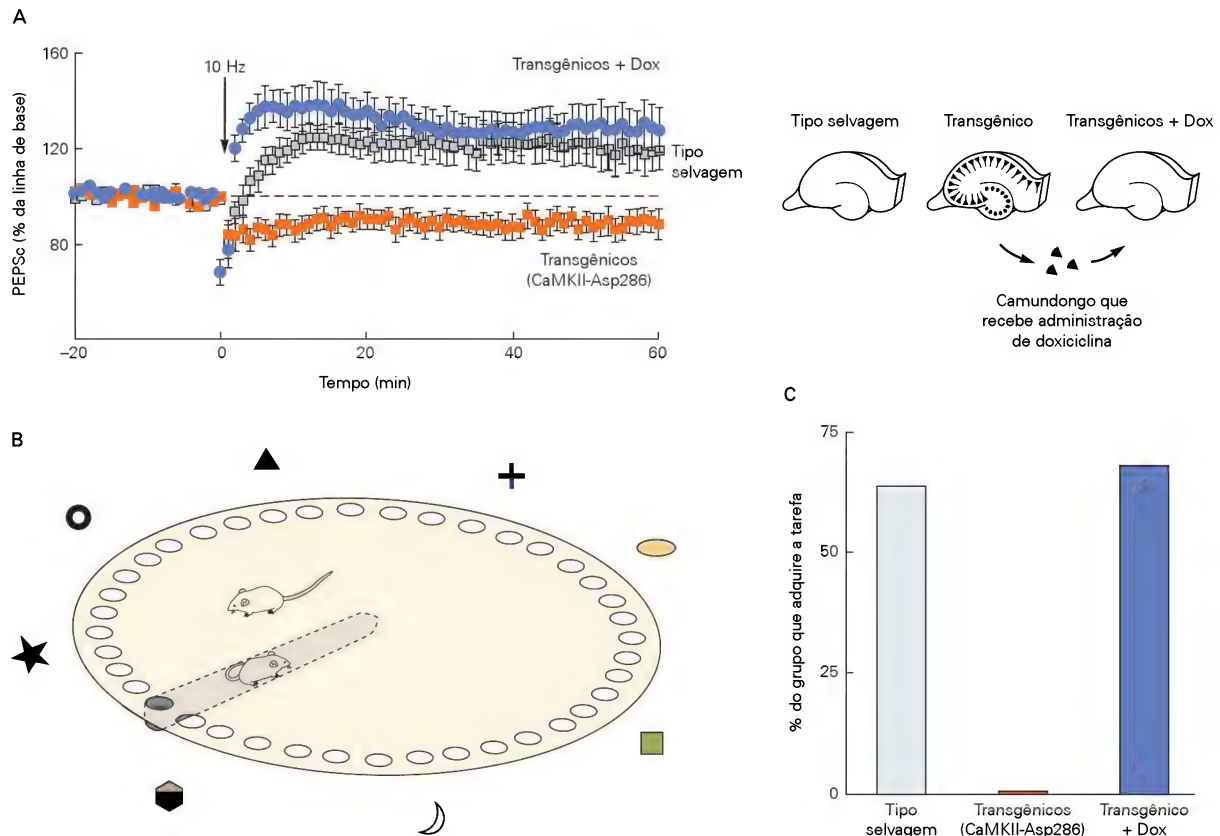 A
160
120
80
PEPSc (% da linha de base)
10 Hz
Transgênicos + Dox
Tipo
selvagem
Transgênicos
(CaMKII-Asp286)
–20
0
20
40
60
Tempo (min)
Tipo selvagem
Transgênico
Transgênicos + Dox
Camundongo que
recebe administração
de doxiciclina
B
C
75
50
25
0
% do grupo que adquire a tarefa
Tipo
selvagem
Transgênicos
(CaMKII-Asp286)
Transgênico
+ Dox